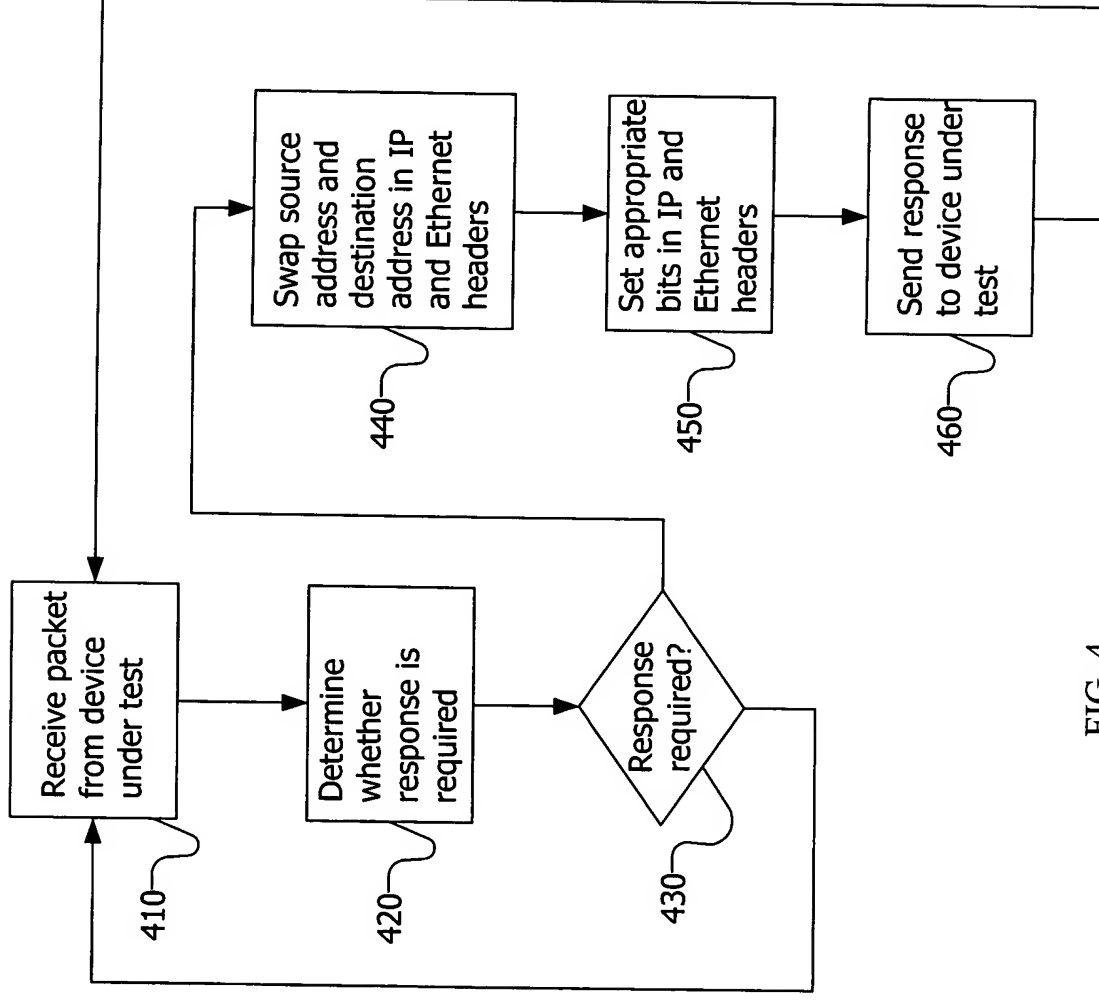 Receive packet
from device
under test
410
Determine
whether
response is
required
420
Response
required?
430
Swap source
address and
destination
address in IP
and Ethernet
headers
440
Set appropriate
bits in IP and
Ethernet
headers
450
Send response
to device under
test
460
FIG 4